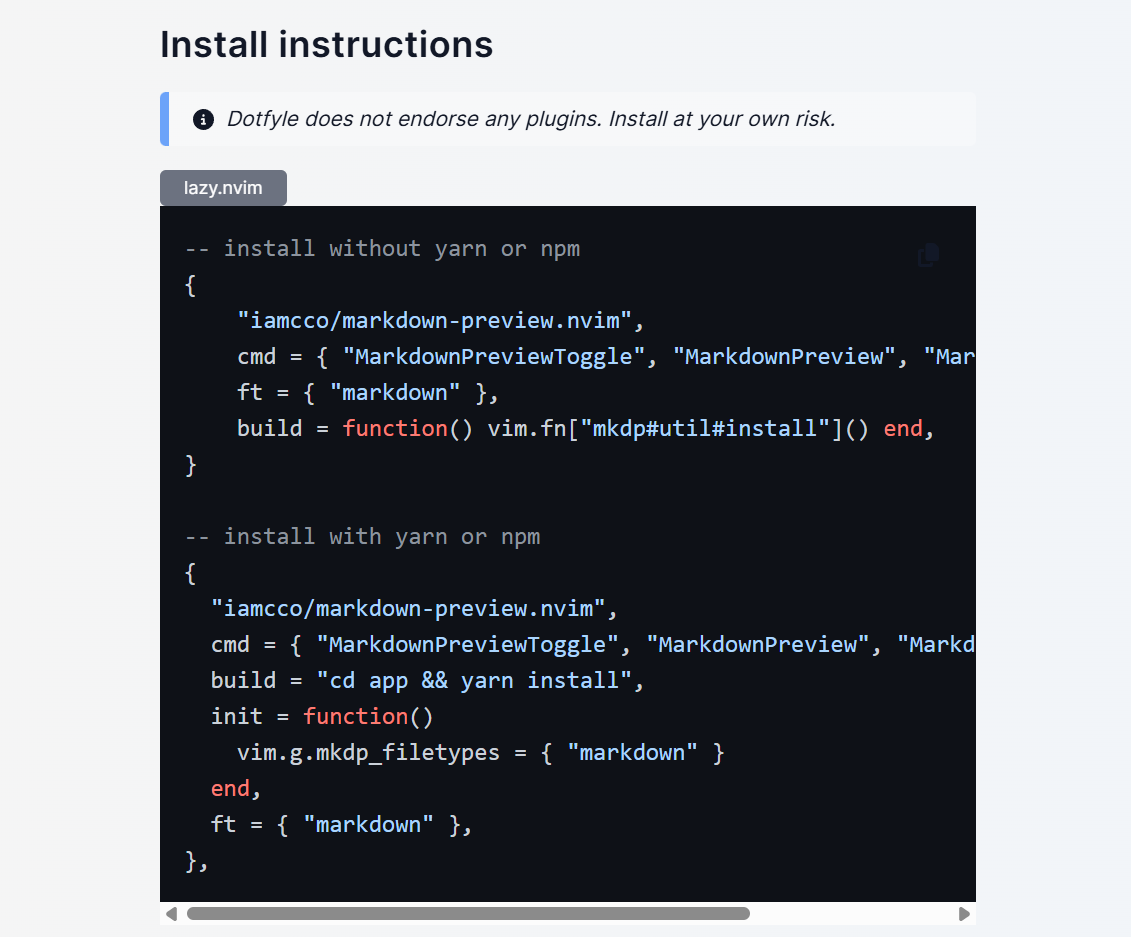 Install instructions
Dotfyle does not endorse any plugins. Install at your own risk.
lazy.nvim
-- install without yarn or npm
{
    "iamcco/markdown-preview.nvim",
    cmd = { "MarkdownPreviewToggle", "MarkdownPreview", "Mar
    ft = { "markdown" },
    build = function() vim.fn["mkdp#util#install"]() end,
}

-- install with yarn or npm
{
  "iamcco/markdown-preview.nvim",
  cmd = { "MarkdownPreviewToggle", "MarkdownPreview", "Markd
  build = "cd app && yarn install",
  init = function()
    vim.g.mkdp_filetypes = { "markdown" }
  end,
  ft = { "markdown" },
},